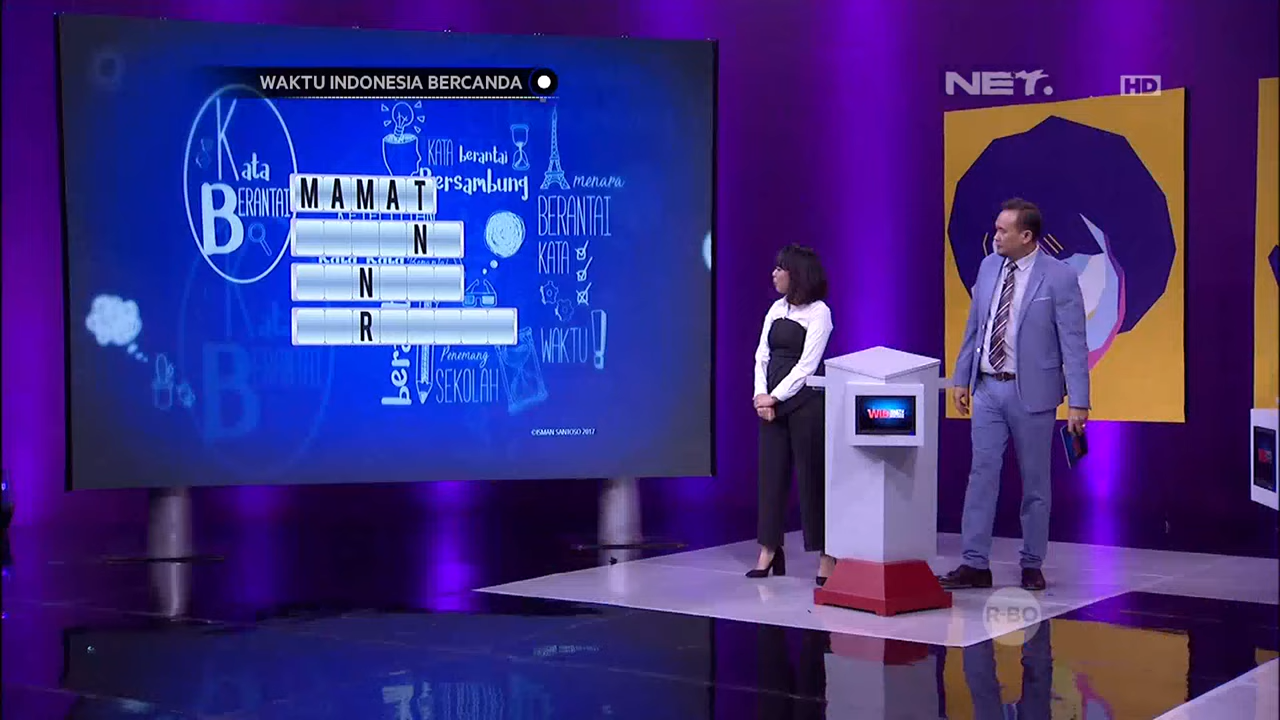 WAKTU INDONESIA BERCANDA
NET.
HD
Kata
BERANTAI
KATA berantai
Bersambung
menara
BERANTAI
KATA
WAKTU!
MAMAT
N
N
R
Penemang
SEKOLAH
©ISMAN SANTOSO 2017
R-BO